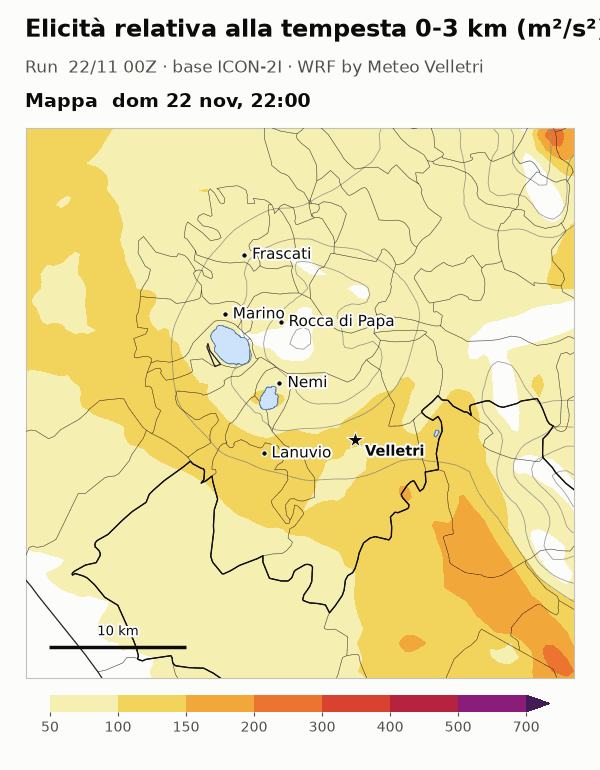 Elicità relativa alla tempesta 0-3 km (m²/s²)
Run 22/11 00Z · base ICON-2I · WRF by Meteo Velletri
Mappa dom 22 nov, 22:00
Frascati
Marino
Rocca di Papa
Nemi
Lanuvio
Velletri
10 km
50 100 150 200 300 400 500 700